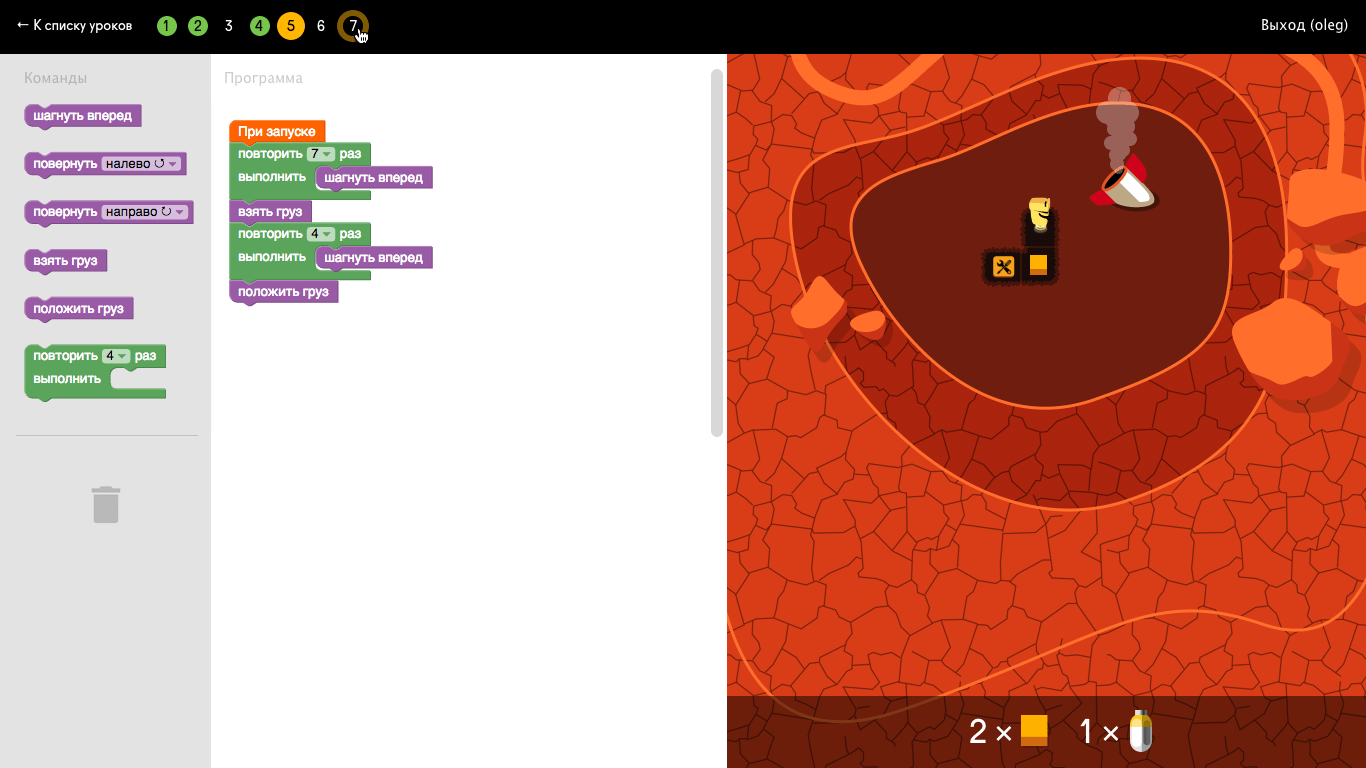 ← К списку уроков 1 2 3 4 5 6 7 Выход (oleg)
Команды
шагнуть вперед
повернуть налево
повернуть направо
взять груз
положить груз
повторить 4 раз
выполнить
Программа
При запуске
повторить 7 раз
выполнить шагнуть вперед
взять груз
повторить 4 раз
выполнить шагнуть вперед
положить груз
2 × 1 ×